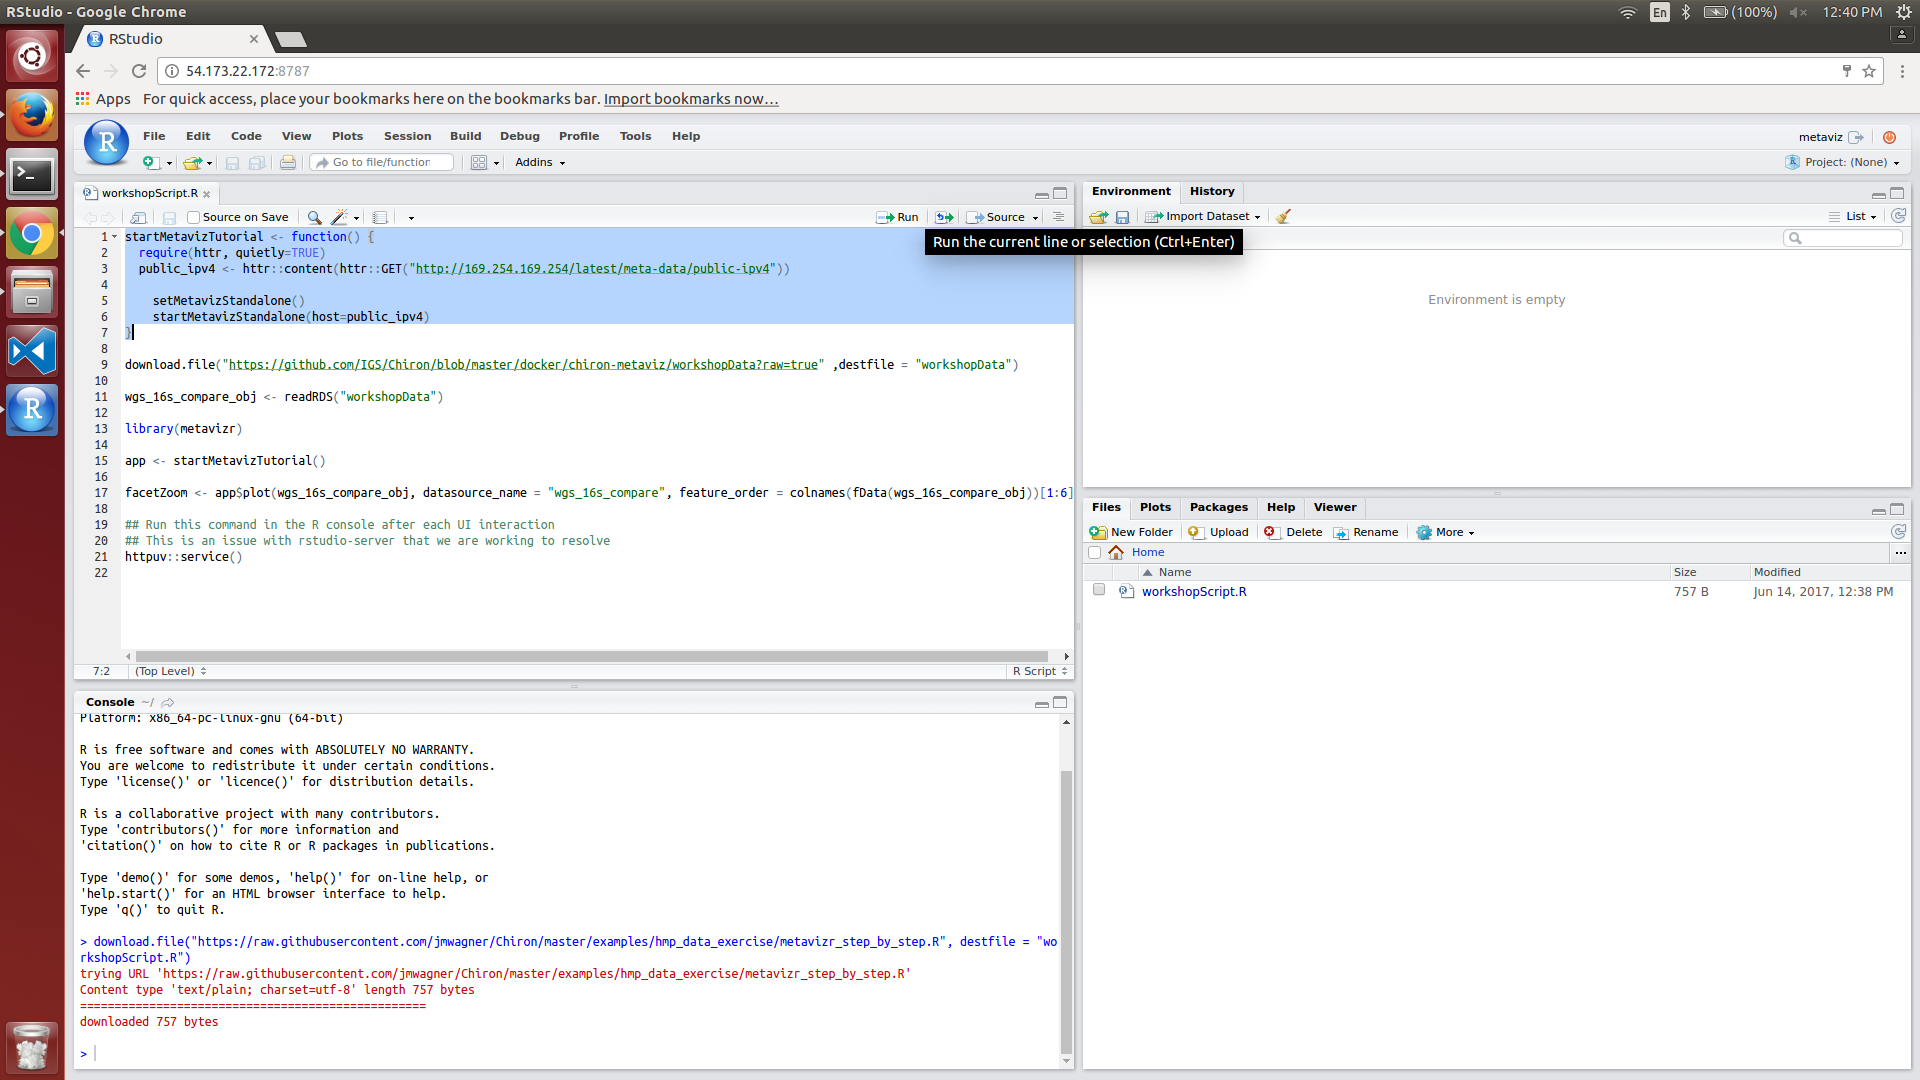 RStudio - Google Chrome
En
(100%)
12:40 PM
RStudio
54.173.22.172:8787
Apps For quick access, place your bookmarks here on the bookmarks bar. Import bookmarks now...
R
File Edit Code View Plots Session Build Debug Profile Tools Help
metaviz
Go to file/function
Addins
Project: (None)
workshopScript.R
Source on Save
Run
Source
1 startMetavizTutorial <- function() {
2 require(httr, quietly=TRUE)
3 public_ipv4 <- httr::content(httr::GET("http://169.254.169.254/latest/meta-data/public-ipv4"))
4
5 setMetavizStandalone()
6 startMetavizStandalone(host=public_ipv4)
7 }
8
9 download.file("https://github.com/IGS/Chiron/blob/master/docker/chiron-metaviz/workshopData?raw=true" ,destfile = "workshopData")
10
11 wgs_16s_compare_obj <- readRDS("workshopData")
12
13 library(metavizr)
14
15 app <- startMetavizTutorial()
16
17 facetZoom <- app$plot(wgs_16s_compare_obj, datasource_name = "wgs_16s_compare", feature_order = colnames(fData(wgs_16s_compare_obj))[1:6]
18
19 ## Run this command in the R console after each UI interaction
20 ## This is an issue with rstudio-server that we are working to resolve
21 httpuv::service()
22
Run the current line or selection (Ctrl+Enter)
7:2 (Top Level)
R Script
Console ~/
Platform: x86_64-pc-linux-gnu (64-bit)
R is free software and comes with ABSOLUTELY NO WARRANTY.
You are welcome to redistribute it under certain conditions.
Type 'license()' or 'licence()' for distribution details.
R is a collaborative project with many contributors.
Type 'contributors()' for more information and
'citation()' on how to cite R or R packages in publications.
Type 'demo()' for some demos, 'help()' for on-line help, or
'help.start()' for an HTML browser interface to help.
Type 'q()' to quit R.
> download.file("https://raw.githubusercontent.com/jmwagner/Chiron/master/examples/hmp_data_exercise/metavizr_step_by_step.R", destfile = "wo
rkshopScript.R")
trying URL 'https://raw.githubusercontent.com/jmwagner/Chiron/master/examples/hmp_data_exercise/metavizr_step_by_step.R'
Content type 'text/plain; charset=utf-8' length 757 bytes
==================================================
downloaded 757 bytes
>
Environment History
Import Dataset
List
Environment is empty
Files Plots Packages Help Viewer
New Folder Upload Delete Rename More
Home
...
Name Size Modified
workshopScript.R 757 B Jun 14, 2017, 12:38 PM